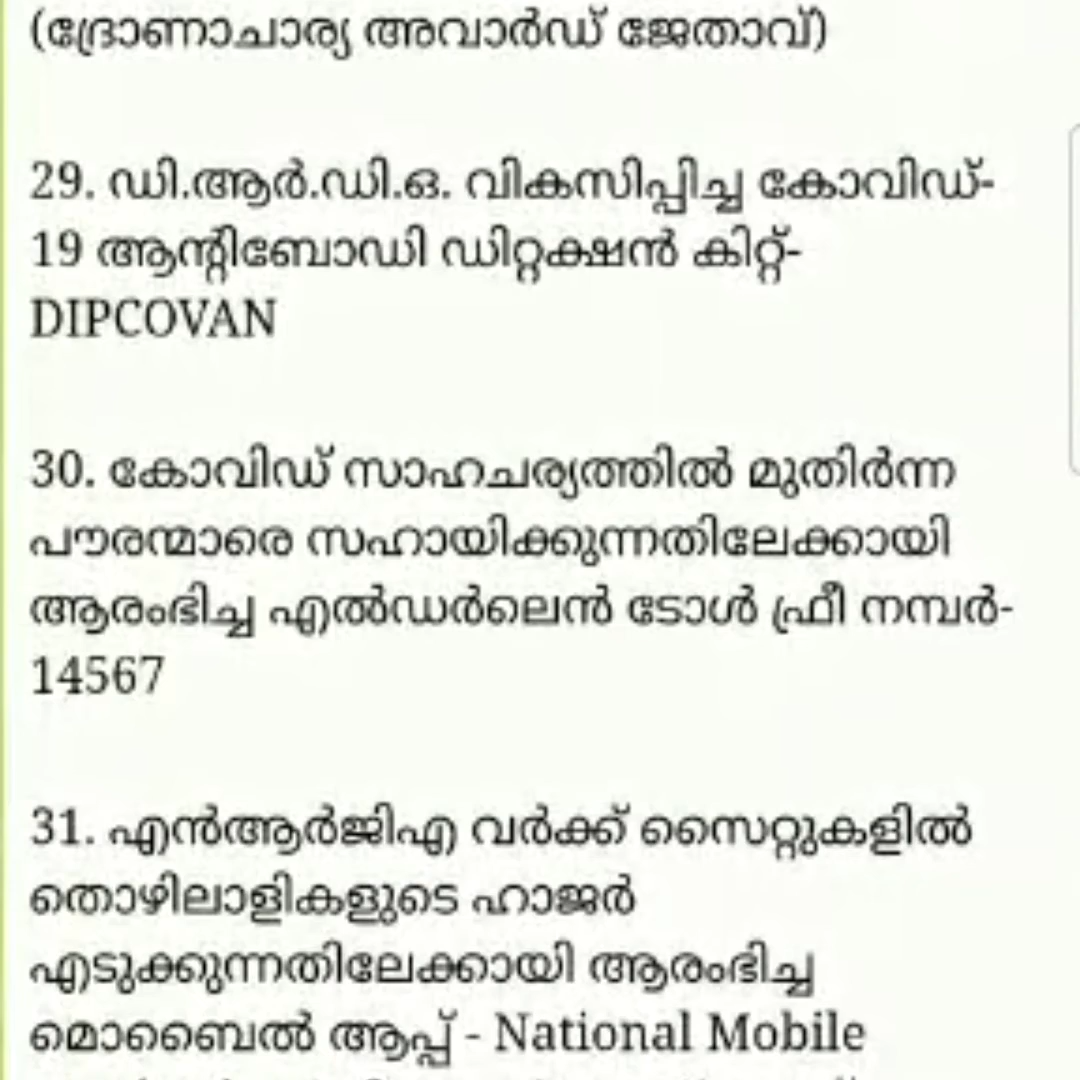 (ദ്രോണാചാര്യ അവാർഡ് ജേതാവ്)
29. ഡി.ആർ.ഡി.ഒ. വികസിപ്പിച്ച കോവിഡ്-
19 ആന്റിബോഡി ഡിറ്റക്ഷൻ കിറ്റ്-
DIPCOVAN
30. കോവിഡ് സാഹചര്യത്തിൽ മുതിർന്ന
പൗരന്മാരെ സഹായിക്കുന്നതിലേക്കായി
ആരംഭിച്ച എൽഡർലെൻ ടോൾ ഫ്രീ നമ്പർ-
14567
31. എൻആർജിഎ വർക്ക് സൈറ്റുകളിൽ
തൊഴിലാളികളുടെ ഹാജർ
എടുക്കുന്നതിലേക്കായി ആരംഭിച്ച
മൊബൈൽ ആപ്പ് - National Mobile